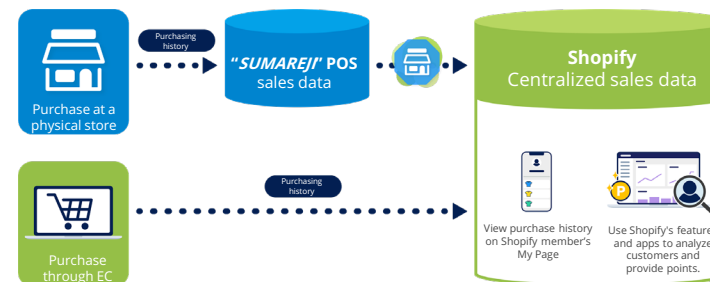 Purchasing
history
"SUMAREJI" POS
sales data
Shopify
Centralized sales data
Purchase at a
physical store
Purchasing
history
P
View purchase history
on Shopify member's
My Page
Use Shopify's feature
and apps to analyze
customers and
provide points.
Purchase
through EC